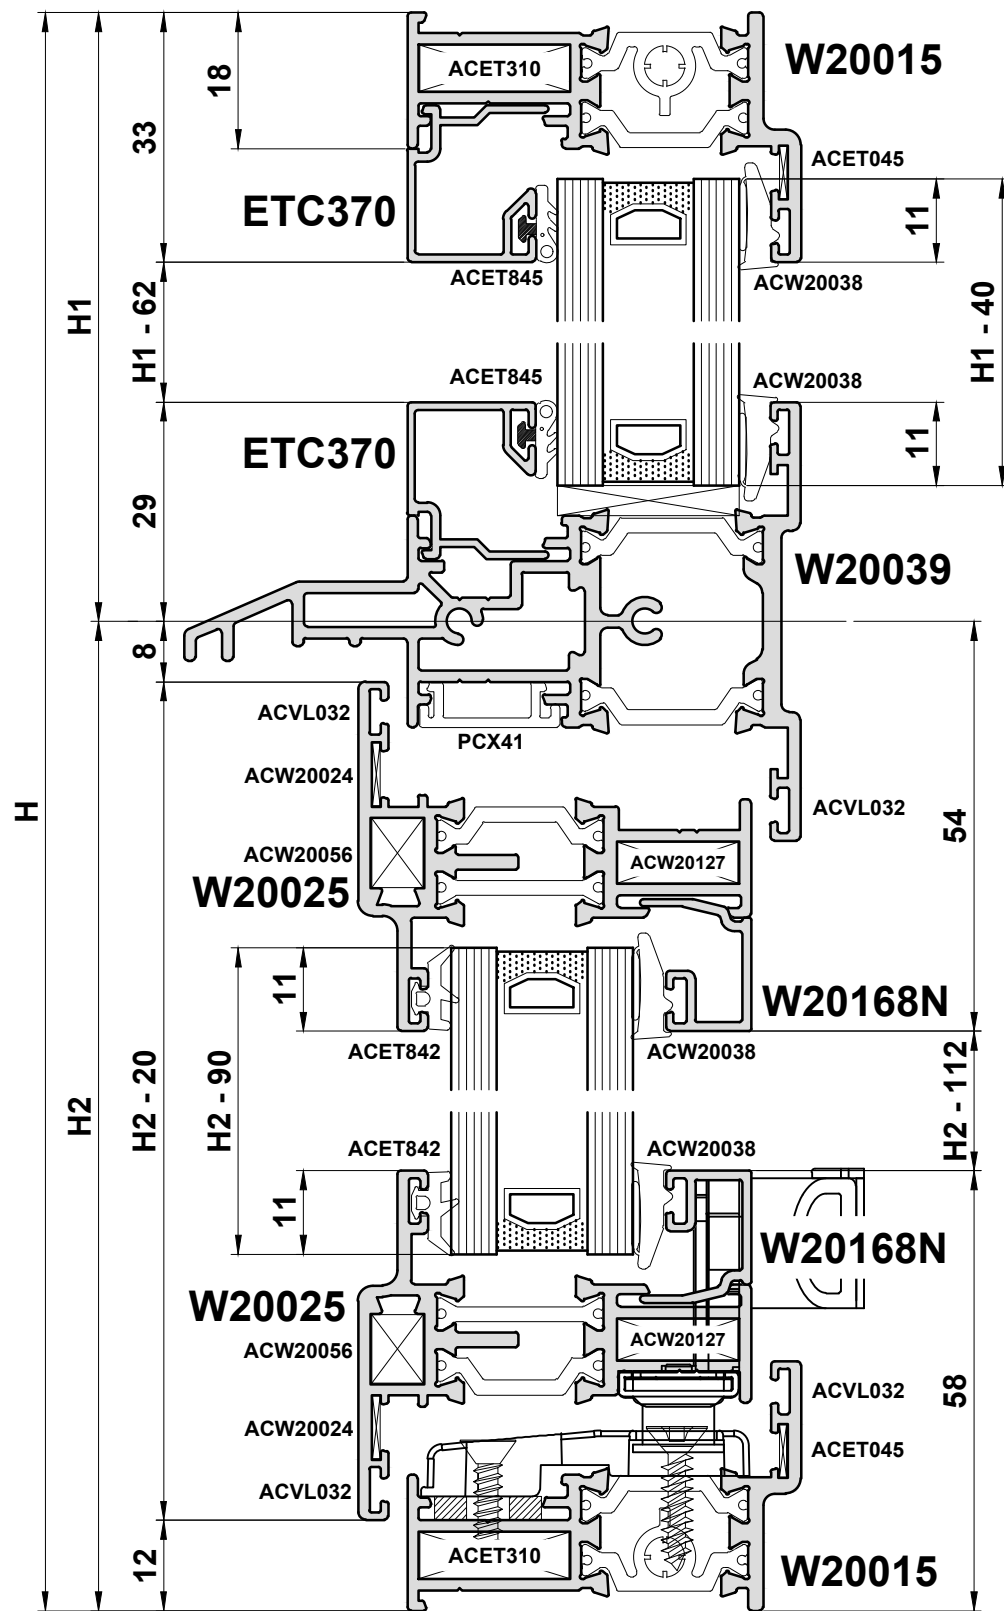 18
33
ACET310
W20015
ACET045
ETC370
11
ACET845
ACW20038
H1
H1 - 62
H1 - 40
ACET845
ACW20038
ETC370
11
29
W20039
8
ACVL032
PCX41
ACW20024
H
ACVL032
54
ACW20056
ACW20127
W20025
11
W20168N
ACET842
ACW20038
H2
H2 - 20
H2 - 90
H2 - 112
ACET842
ACW20038
11
W20168N
W20025
ACW20056
ACW20127
ACVL032
58
ACW20024
ACET045
ACVL032
12
ACET310
W20015